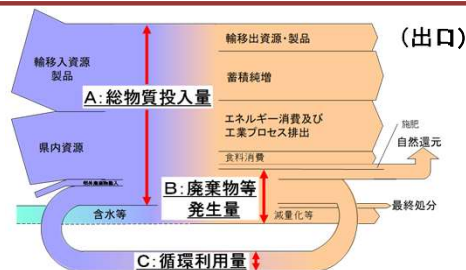 (出口)
輸移入資源
製品
輸移出資源・製品
蓄積純増
A:総物質投入量
エネルギー消費及び
工業プロセス排出
施肥
自然還元
県内資源
食料消費
B:廃棄物等
発生量
含水等
減量化等
最終処分
C:循環利用量